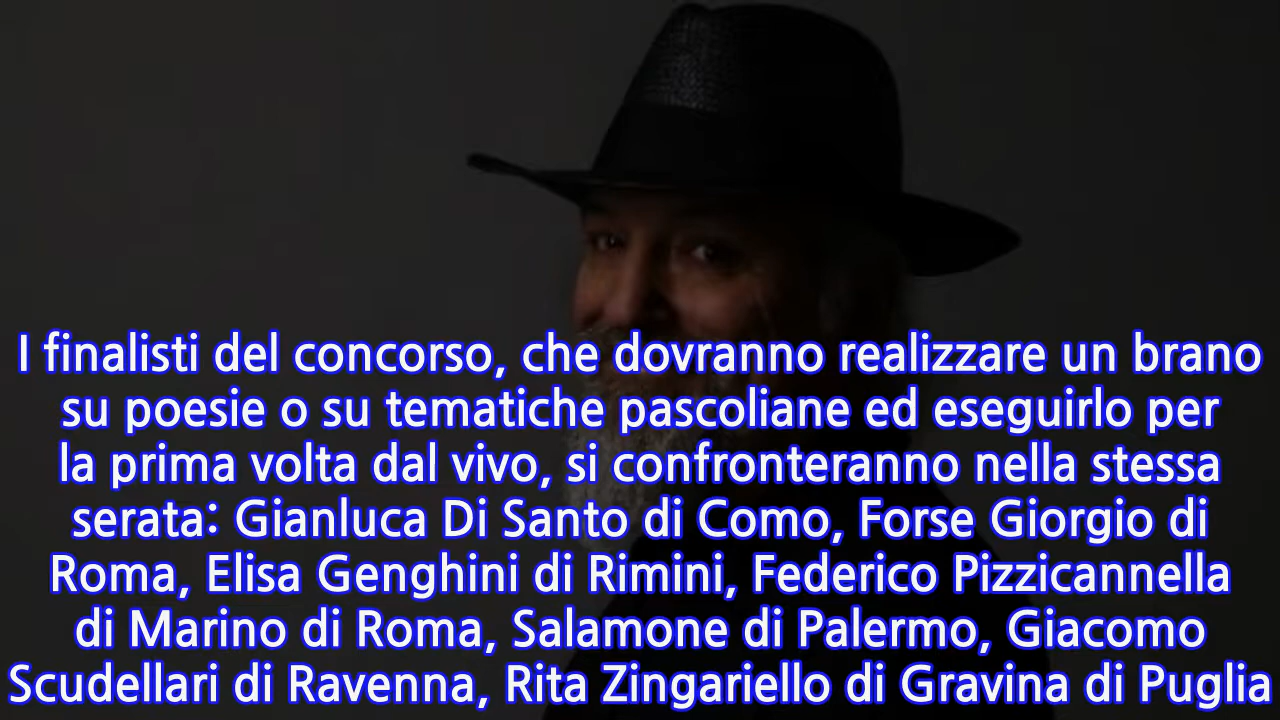 I finalisti del concorso, che dovranno realizzare un brano
su poesie o su tematiche pascoliane ed eseguirlo per
la prima volta dal vivo, si confronteranno nella stessa
serata: Gianluca Di Santo di Como, Forse Giorgio di
Roma, Elisa Genghini di Rimini, Federico Pizzicannella
di Marino di Roma, Salamone di Palermo, Giacomo
Scudellari di Ravenna, Rita Zingariello di Gravina di Puglia